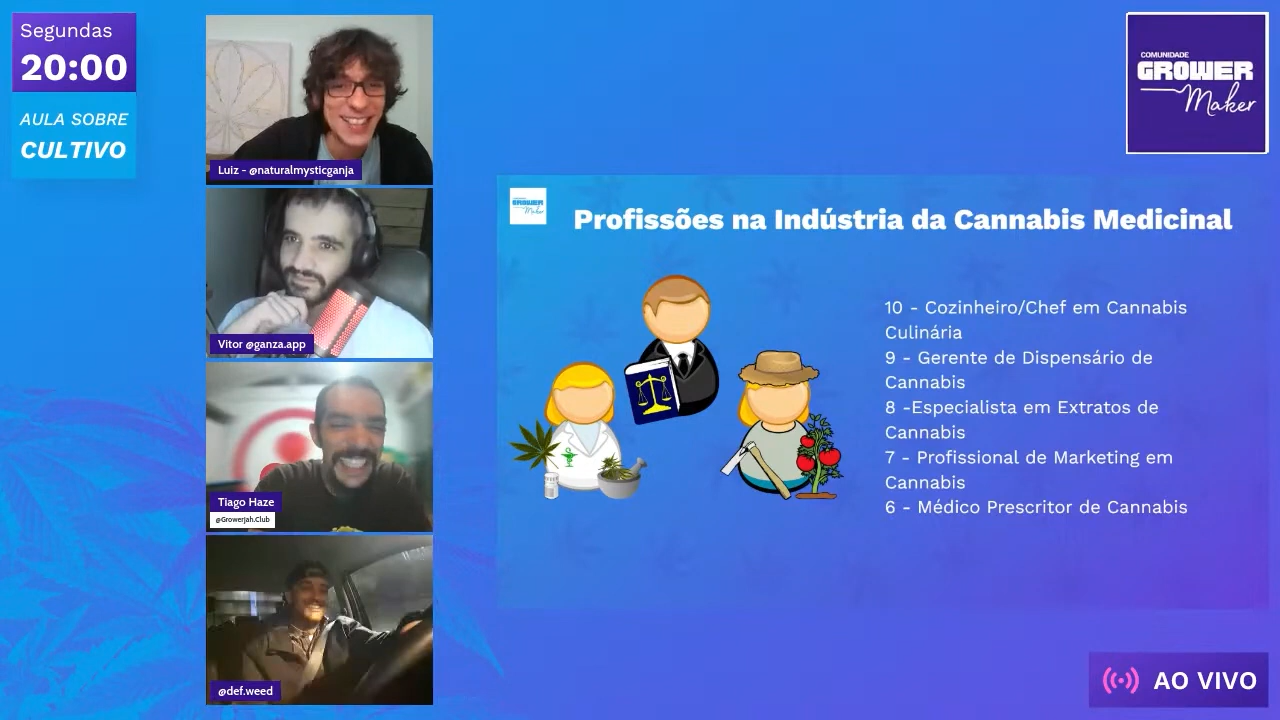 Segundas
20:00
AULA SOBRE
CULTIVO
Luiz - @naturalmysticganja
Vitor @ganza.app
Tiago Haze
@Growerjah.Club
@def.weed
COMUNIDADE
GROWER
Maker
COMUNIDADE
GROWER
Maker
Profissões na Indústria da Cannabis Medicinal
10 - Cozinheiro/Chef em Cannabis
Culinária
9 - Gerente de Dispensário de
Cannabis
8 -Especialista em Extratos de
Cannabis
7 - Profissional de Marketing em
Cannabis
6 - Médico Prescritor de Cannabis
AO VIVO